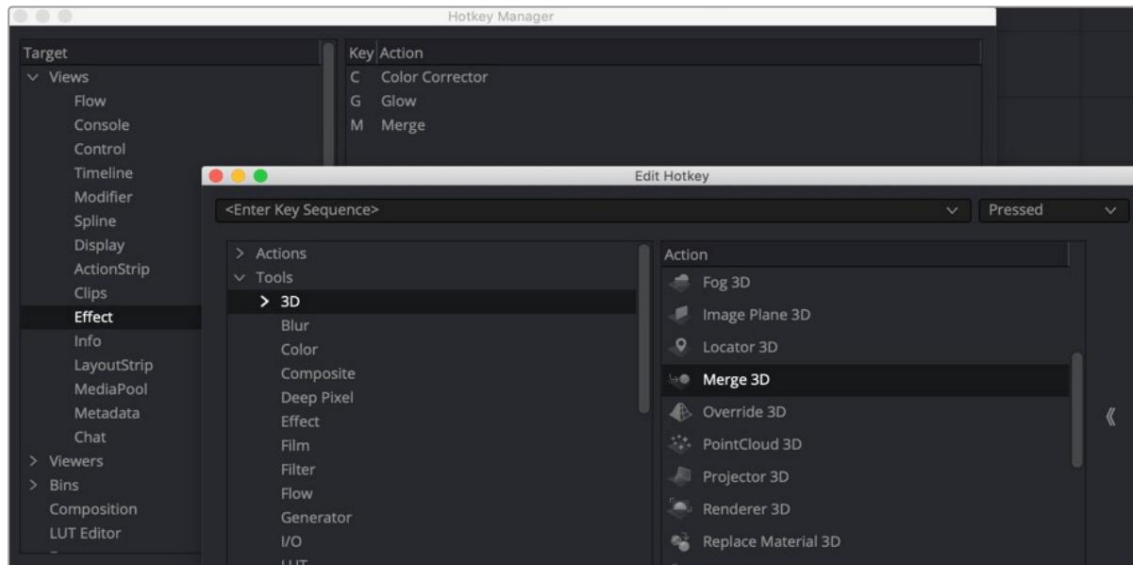 Hotkey Manager
Target
Key Action
Views
Flow
Console
Control
Timeline
Modifier
Spline
Display
ActionStrip
Clips
Effect
Info
LayoutStrip
MediaPool
Metadata
Chat
Viewers
Bins
Composition
LUT Editor
C Color Corrector
G Glow
M Merge
Edit Hotkey
<Enter Key Sequence>
Pressed
Actions
Tools
3D
Blur
Color
Composite
Deep Pixel
Effect
Film
Filter
Flow
Generator
I/O
LUT
Action
Fog 3D
Image Plane 3D
Locator 3D
Merge 3D
Override 3D
PointCloud 3D
Projector 3D
Renderer 3D
Replace Material 3D